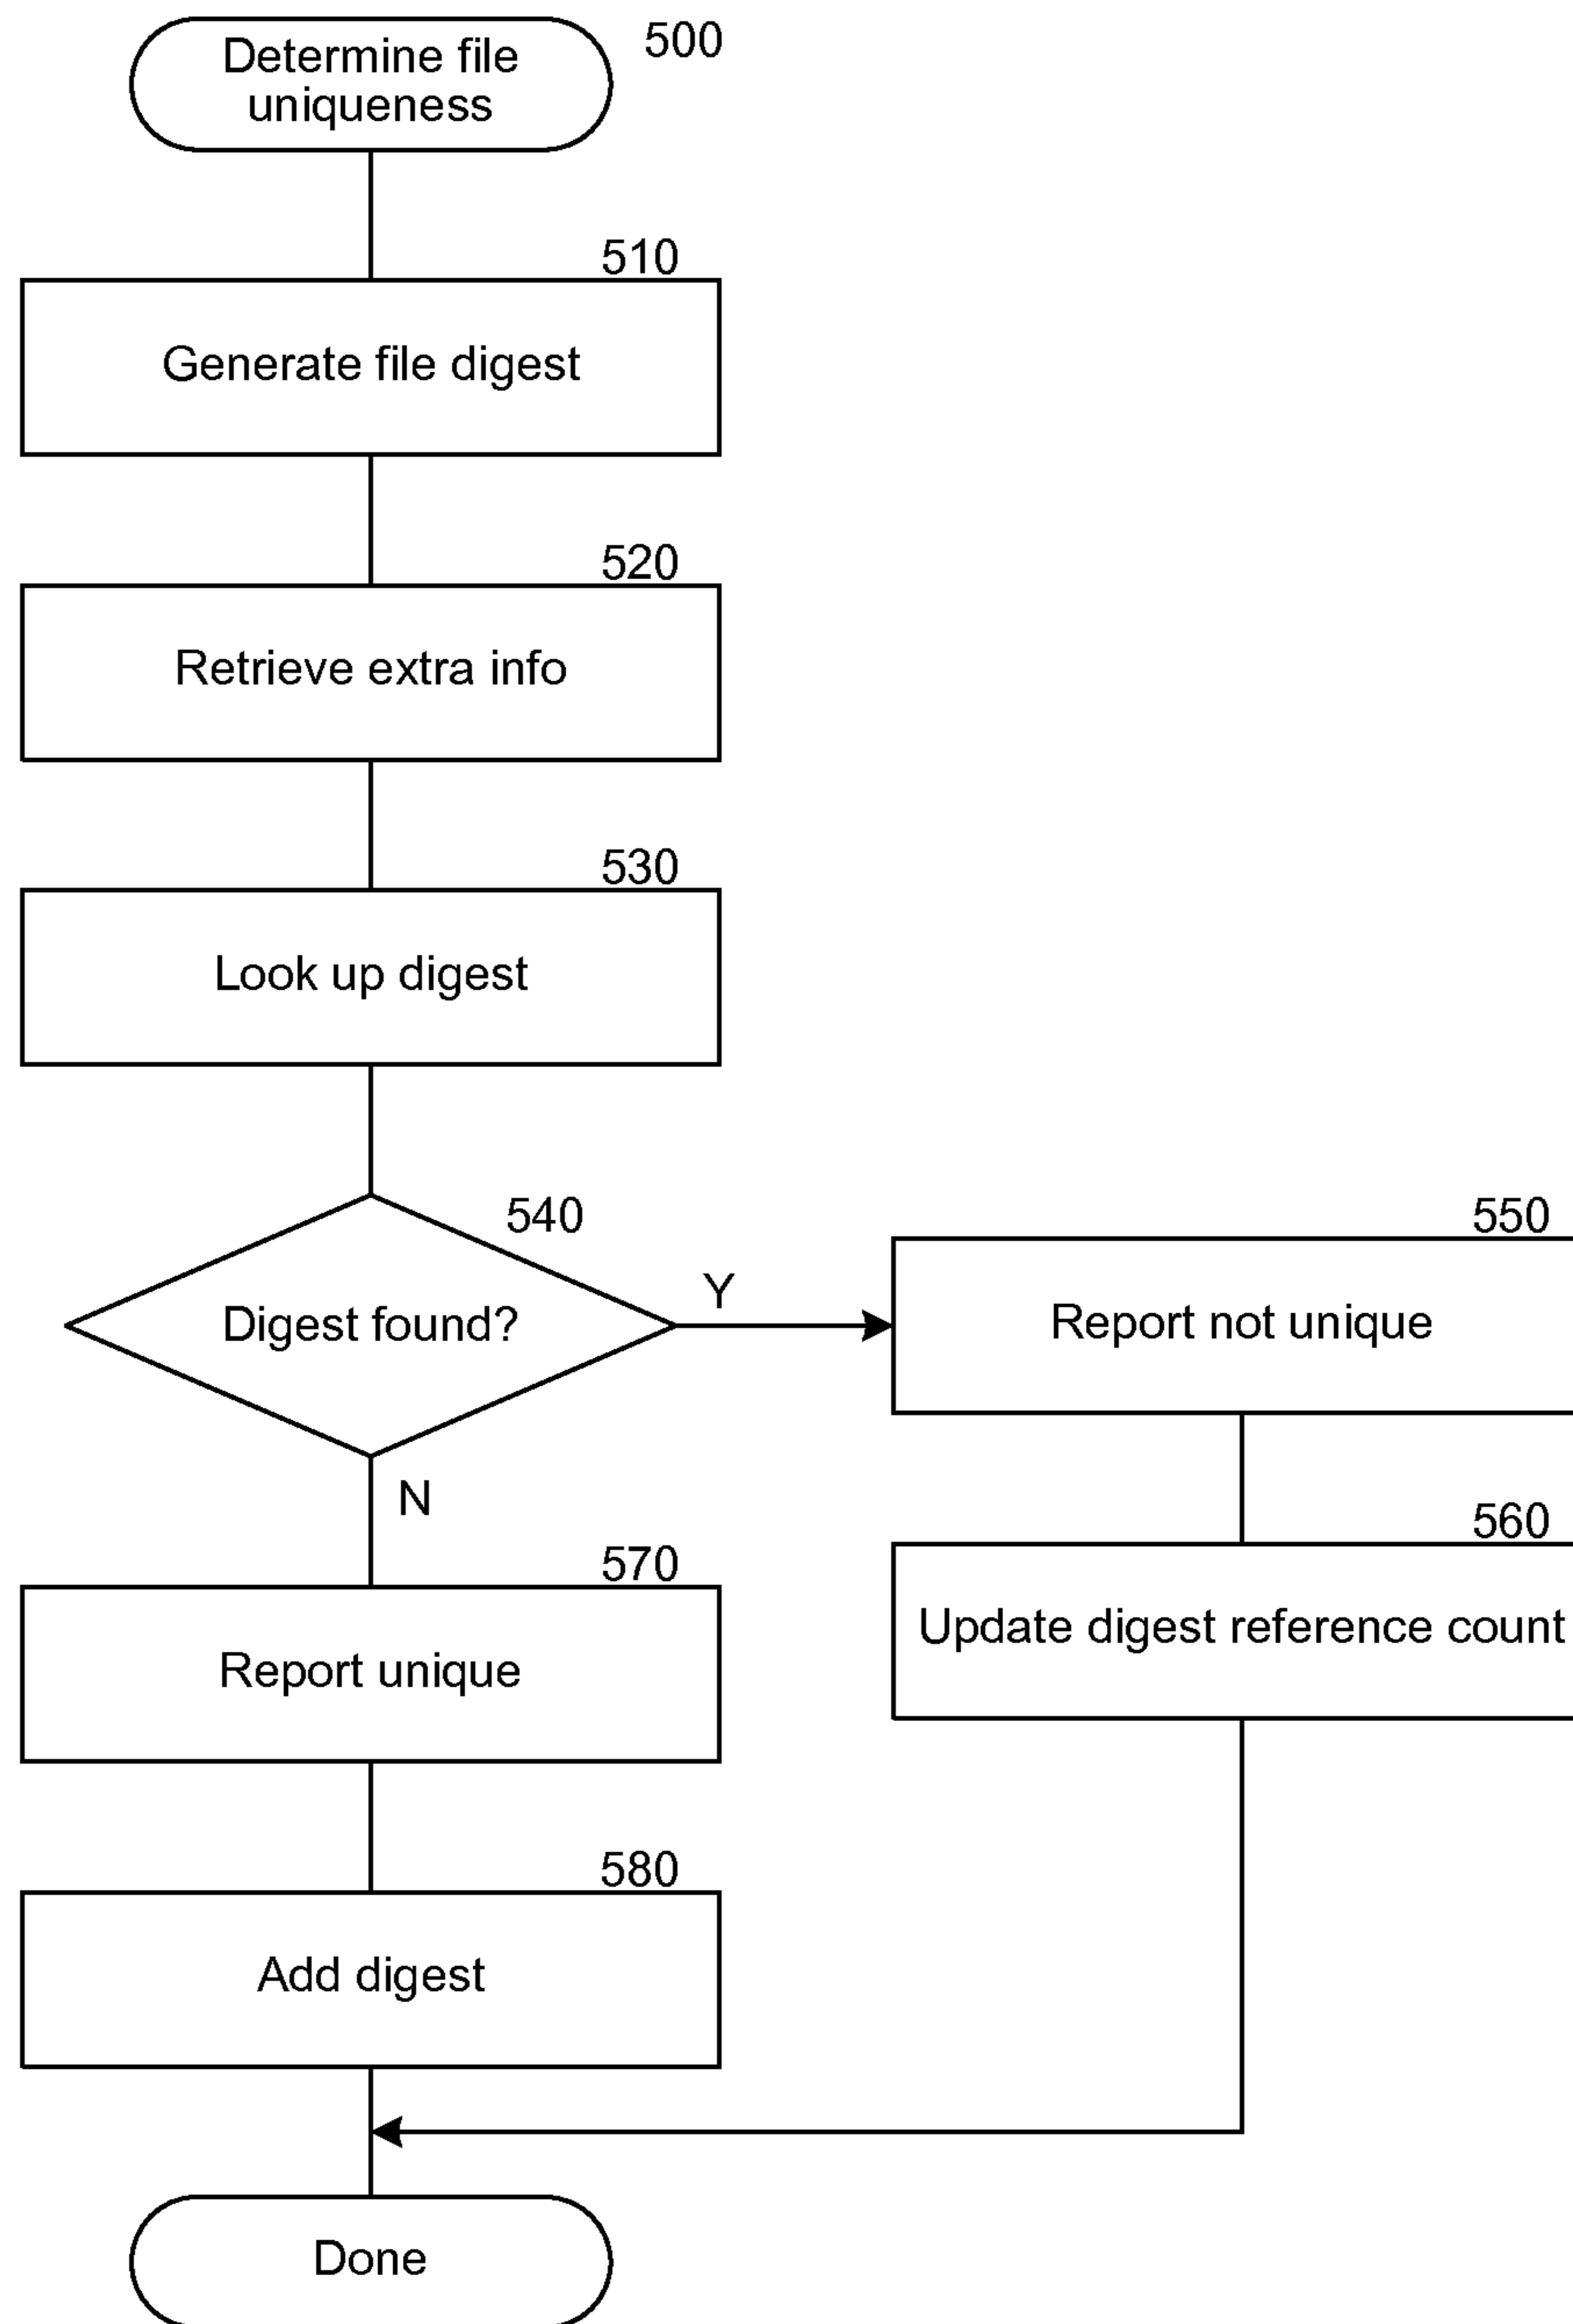 Determine file
uniqueness
500
510
Generate file digest
520
Retrieve extra info
530
Look up digest
540
Digest found?
Y
550
Report not unique
N
560
Update digest reference count
570
Report unique
580
Add digest
Done